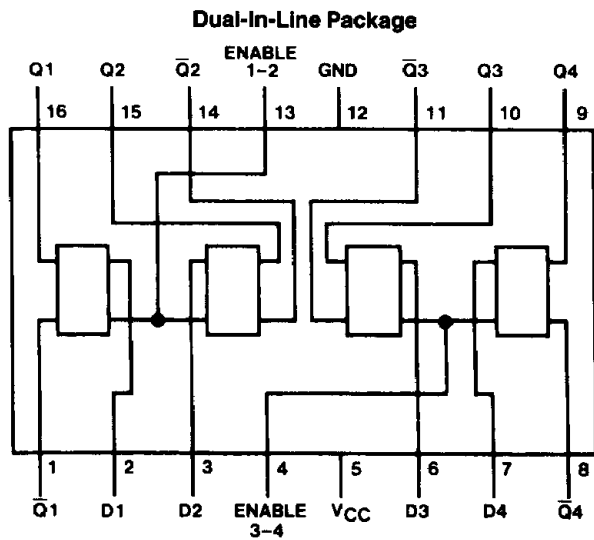 Dual-In-Line Package
Q1 Q2 Q̅2 ENABLE 1–2 GND Q̅3 Q3 Q4
16 15 14 13 12 11 10 9
1 2 3 4 5 6 7 8
Q̅1 D1 D2 ENABLE 3–4 VCC D3 D4 Q̅4